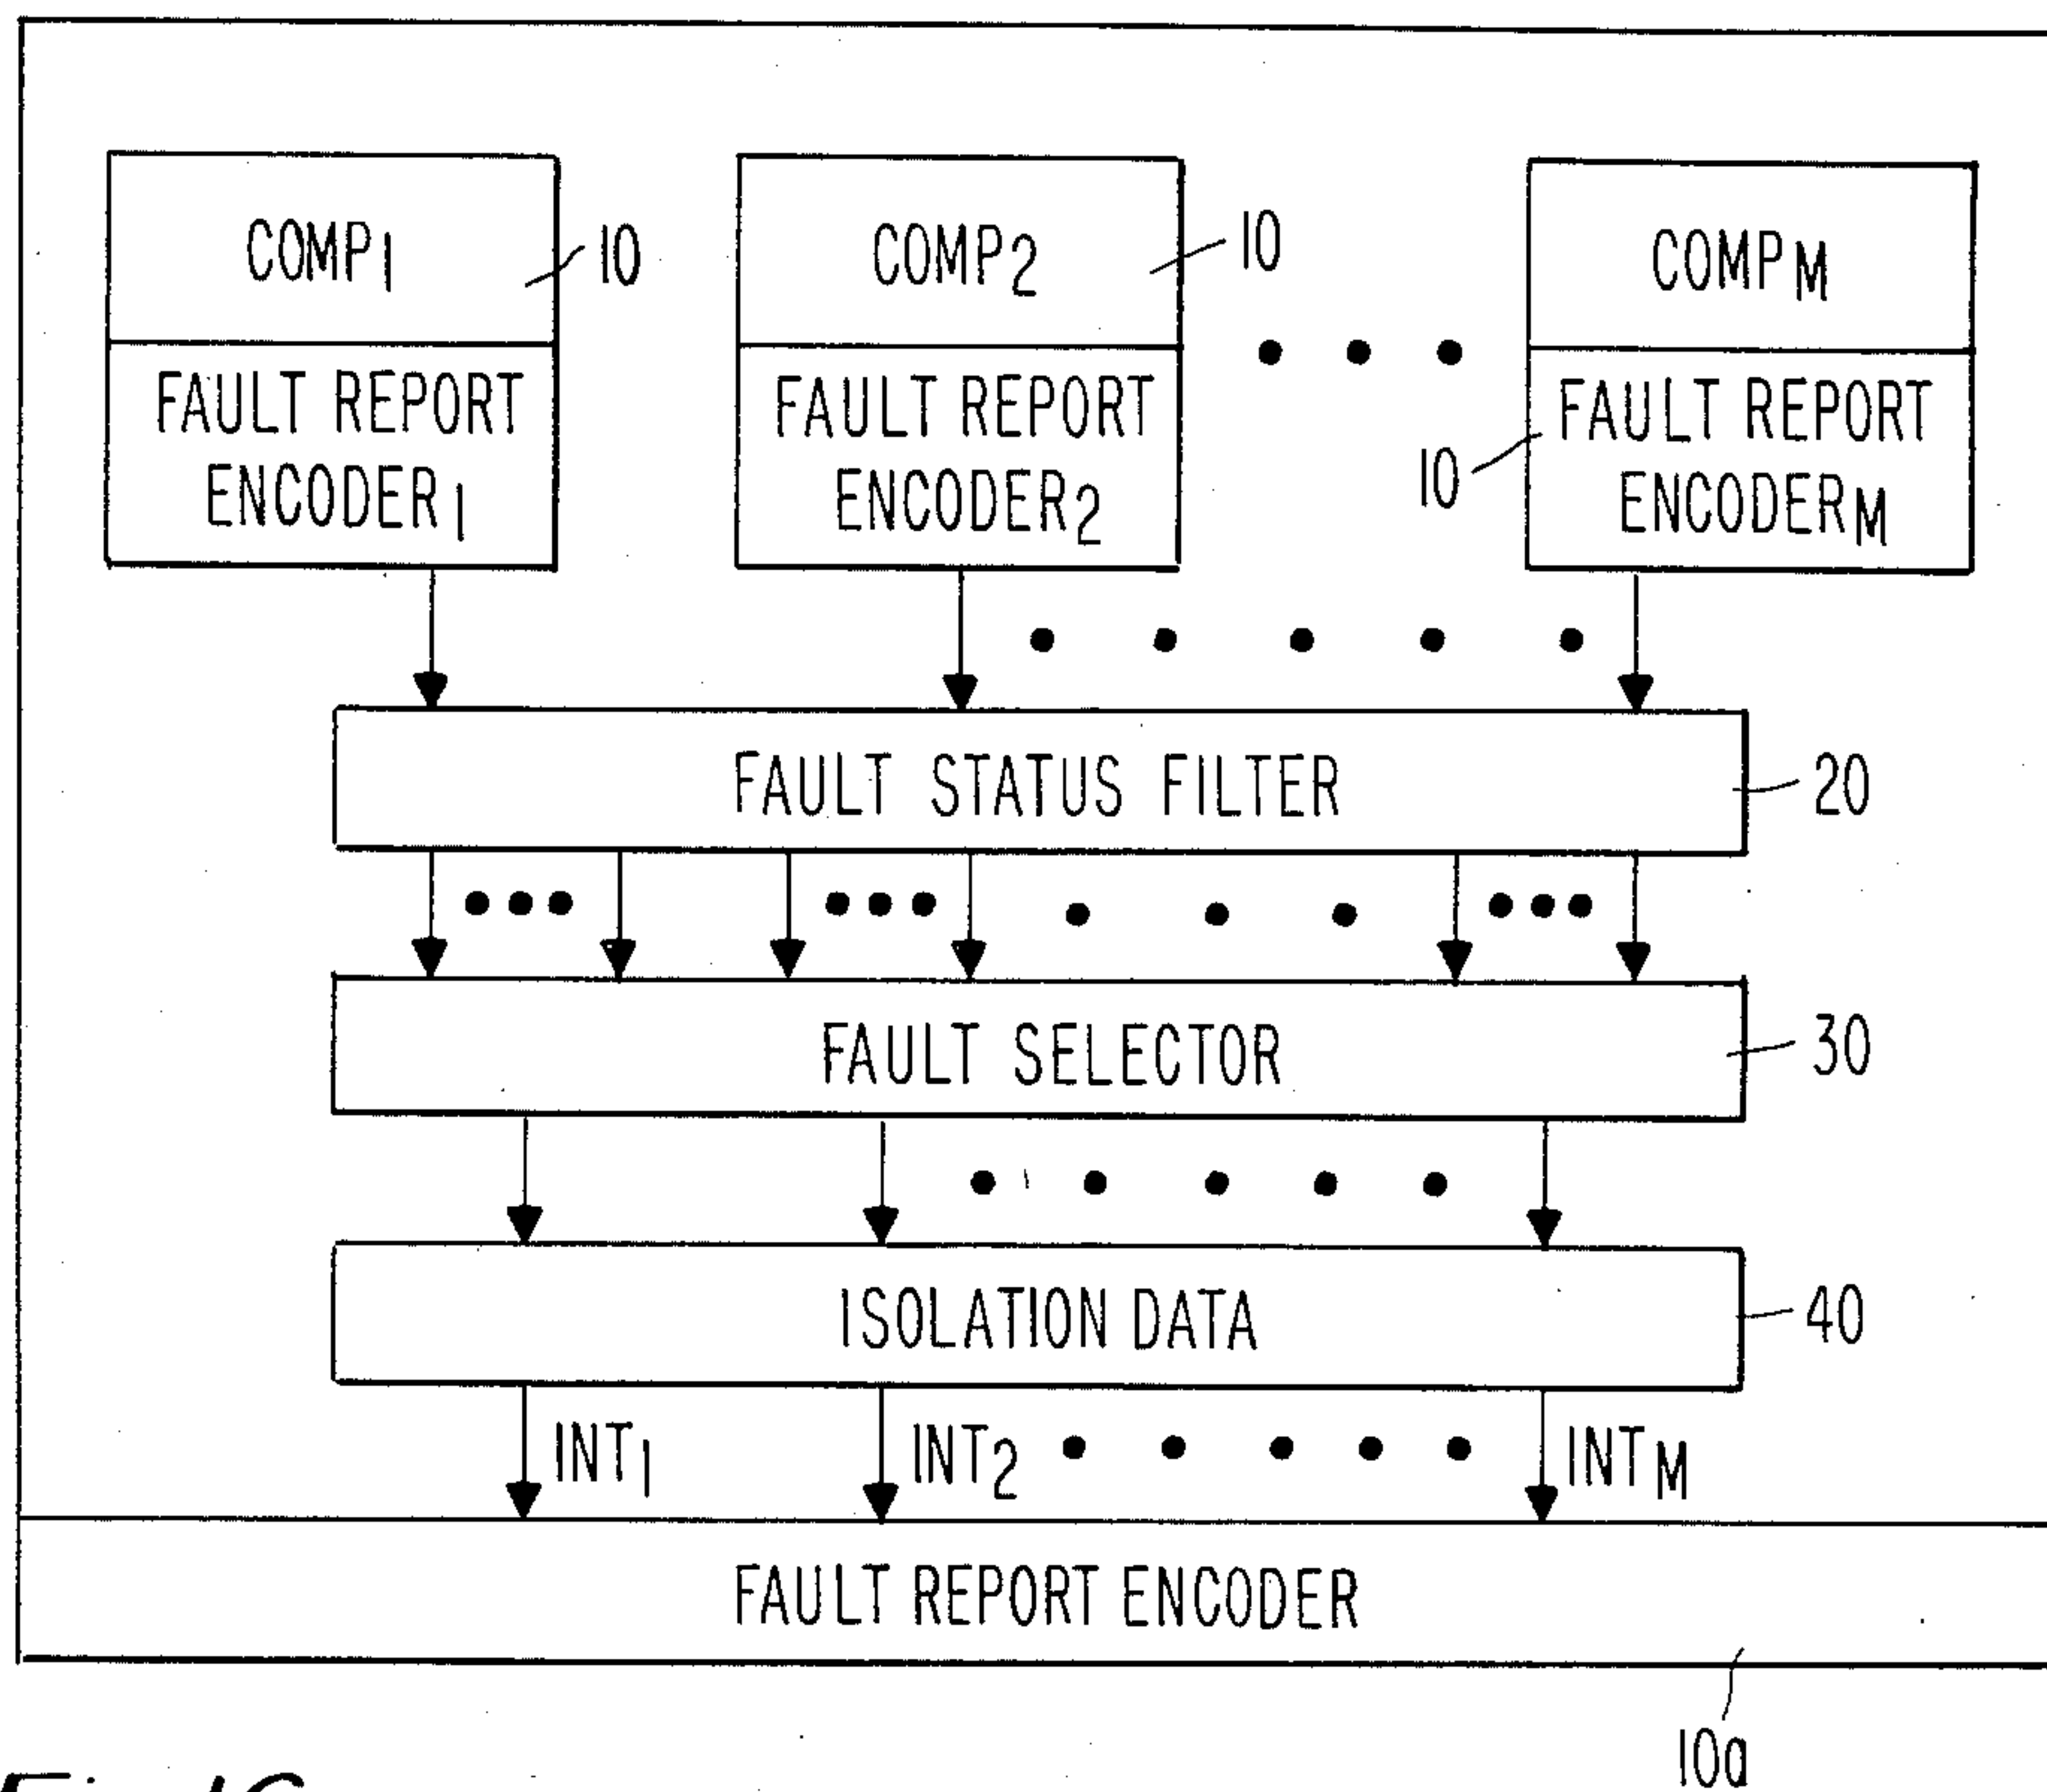 COMP1 10
COMP2 10
COMPM
FAULT REPORT
ENCODER1
FAULT REPORT
ENCODER2
10 FAULT REPORT
ENCODERM
FAULT STATUS FILTER 20
FAULT SELECTOR 30
ISOLATION DATA 40
INT1 INT2 INTM
FAULT REPORT ENCODER
10a